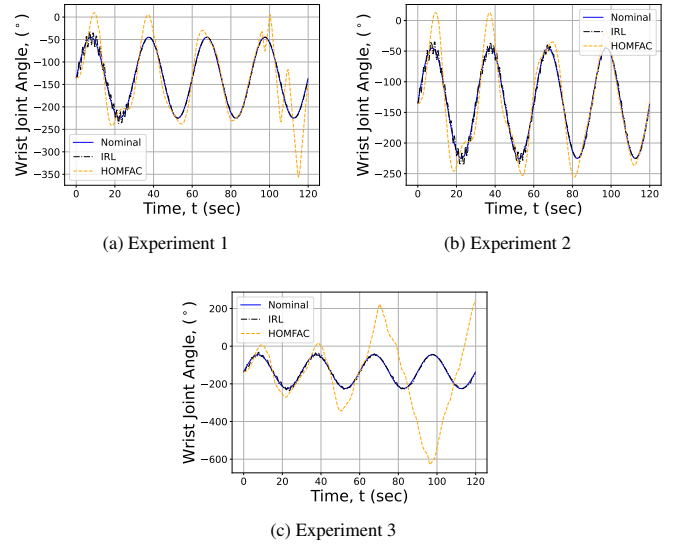 0
−50
−100
−150
−200
−250
−300
−350
Wrist Joint Angle, (°)
Nominal
IRL
HOMFAC
0 20 40 60 80 100 120
Time, t (sec)
(a) Experiment 1
0
−50
−100
−150
−200
−250
Wrist Joint Angle, (°)
Nominal
IRL
HOMFAC
0 20 40 60 80 100 120
Time, t (sec)
(b) Experiment 2
200
0
−200
−400
−600
Wrist Joint Angle, (°)
Nominal
IRL
HOMFAC
0 20 40 60 80 100 120
Time, t (sec)
(c) Experiment 3